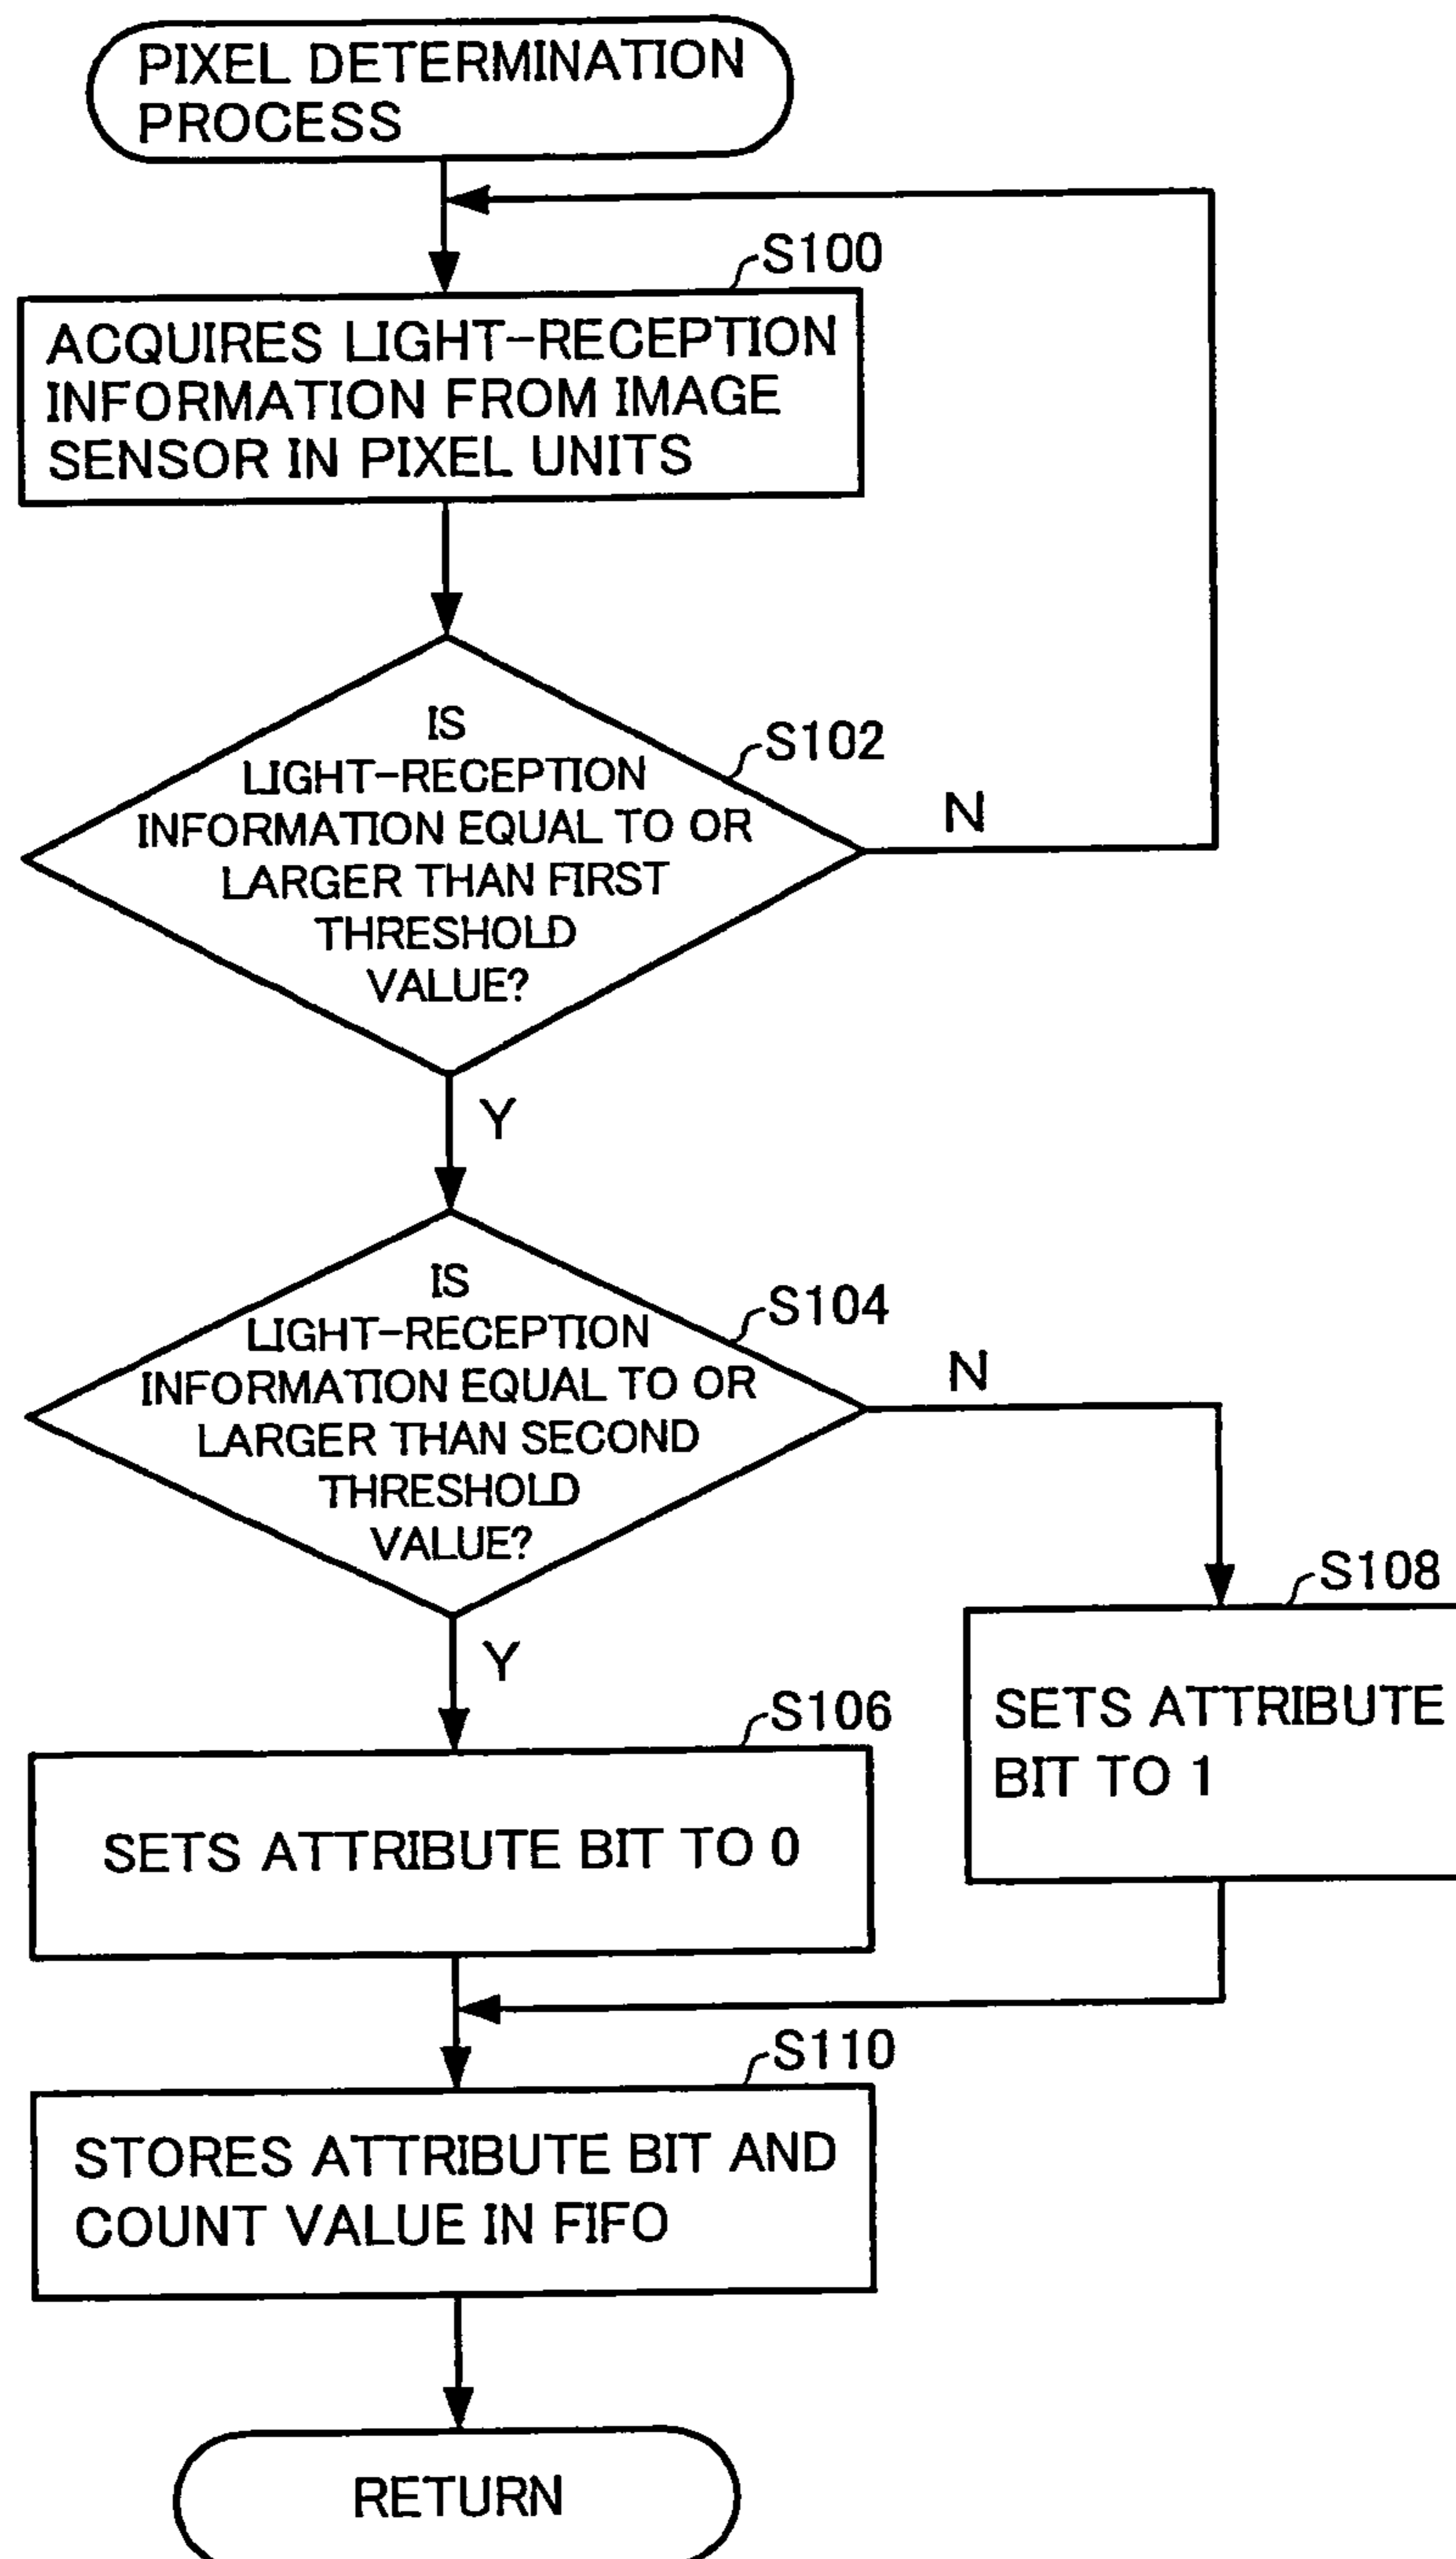 PIXEL DETERMINATION
PROCESS
S100
ACQUIRES LIGHT-RECEPTION
INFORMATION FROM IMAGE
SENSOR IN PIXEL UNITS
S102
IS
LIGHT-RECEPTION
INFORMATION EQUAL TO OR
LARGER THAN FIRST
THRESHOLD
VALUE?
N
Y
S104
IS
LIGHT-RECEPTION
INFORMATION EQUAL TO OR
LARGER THAN SECOND
THRESHOLD
VALUE?
N
Y
S108
SETS ATTRIBUTE
BIT TO 1
S106
SETS ATTRIBUTE BIT TO 0
S110
STORES ATTRIBUTE BIT AND
COUNT VALUE IN FIFO
RETURN